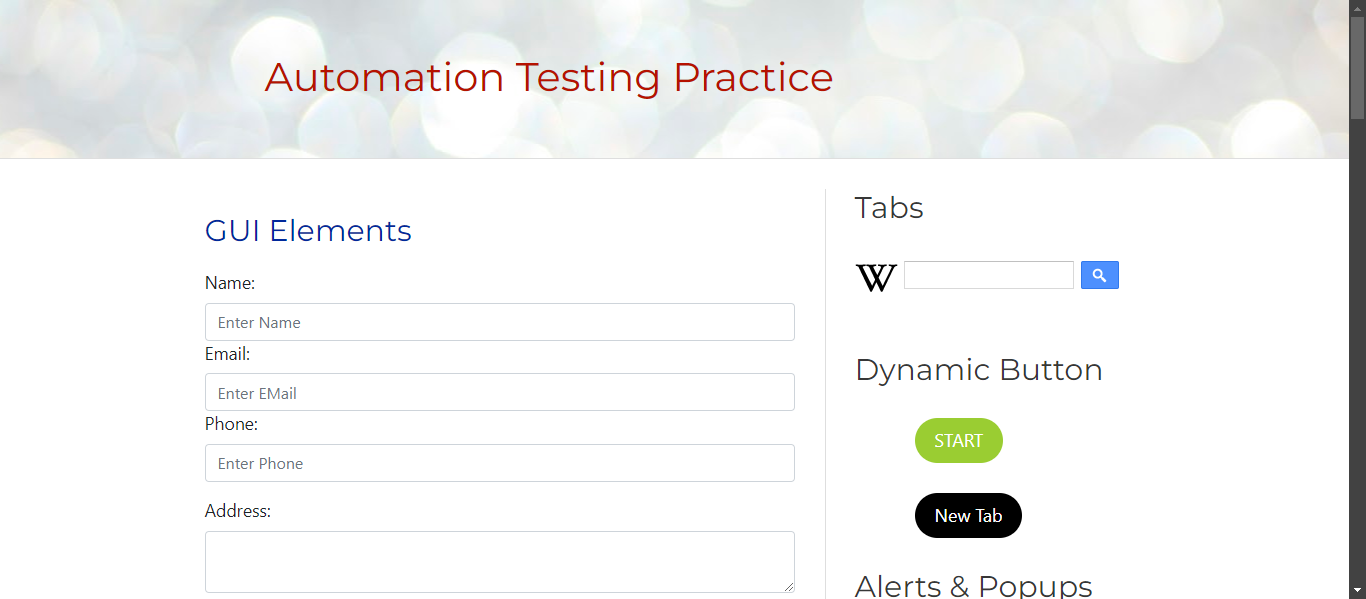 Automation Testing Practice
GUI Elements
Name:
Enter Name
Email:
Enter EMail
Phone:
Enter Phone
Address:
Tabs
W
Dynamic Button
START
New Tab
Alerts & Popups